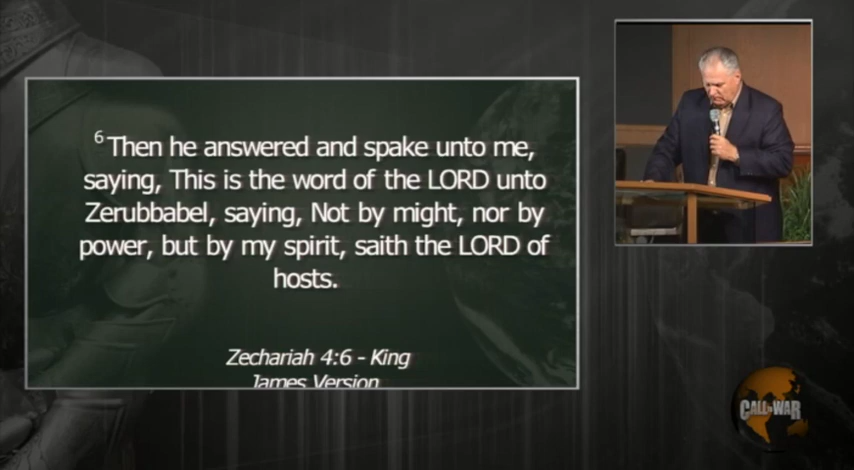 6 Then he answered and spake unto me,
saying, This is the word of the LORD unto
Zerubbabel, saying, Not by might, nor by
power, but by my spirit, saith the LORD of
hosts.
Zechariah 4:6 - King
James Version
CALL TO WAR